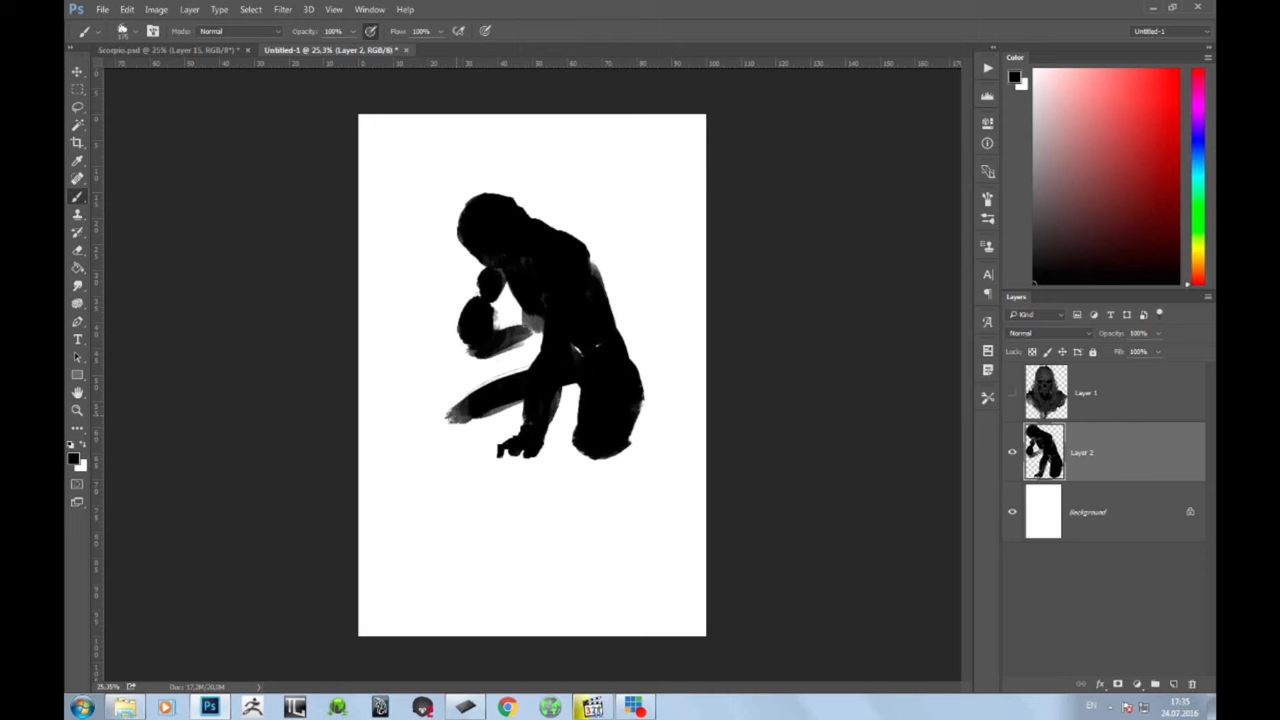 Ps File Edit Image Layer Type Select Filter 3D View Window Help
Mode: Normal Opacity: 100% Flow: 100% Untitled-1
Scorpio.psd @ 25% (Layer 15, RGB/8*) * × Untitled-1 @ 25,3% (Layer 2, RGB/8) * ×
Color
Layers
Kind
Normal Opacity: 100%
Lock: Fill: 100%
Layer 1
Layer 2
Background
25,35% Doc: 17,2M/20,0M
EN 17:35
24.07.2016